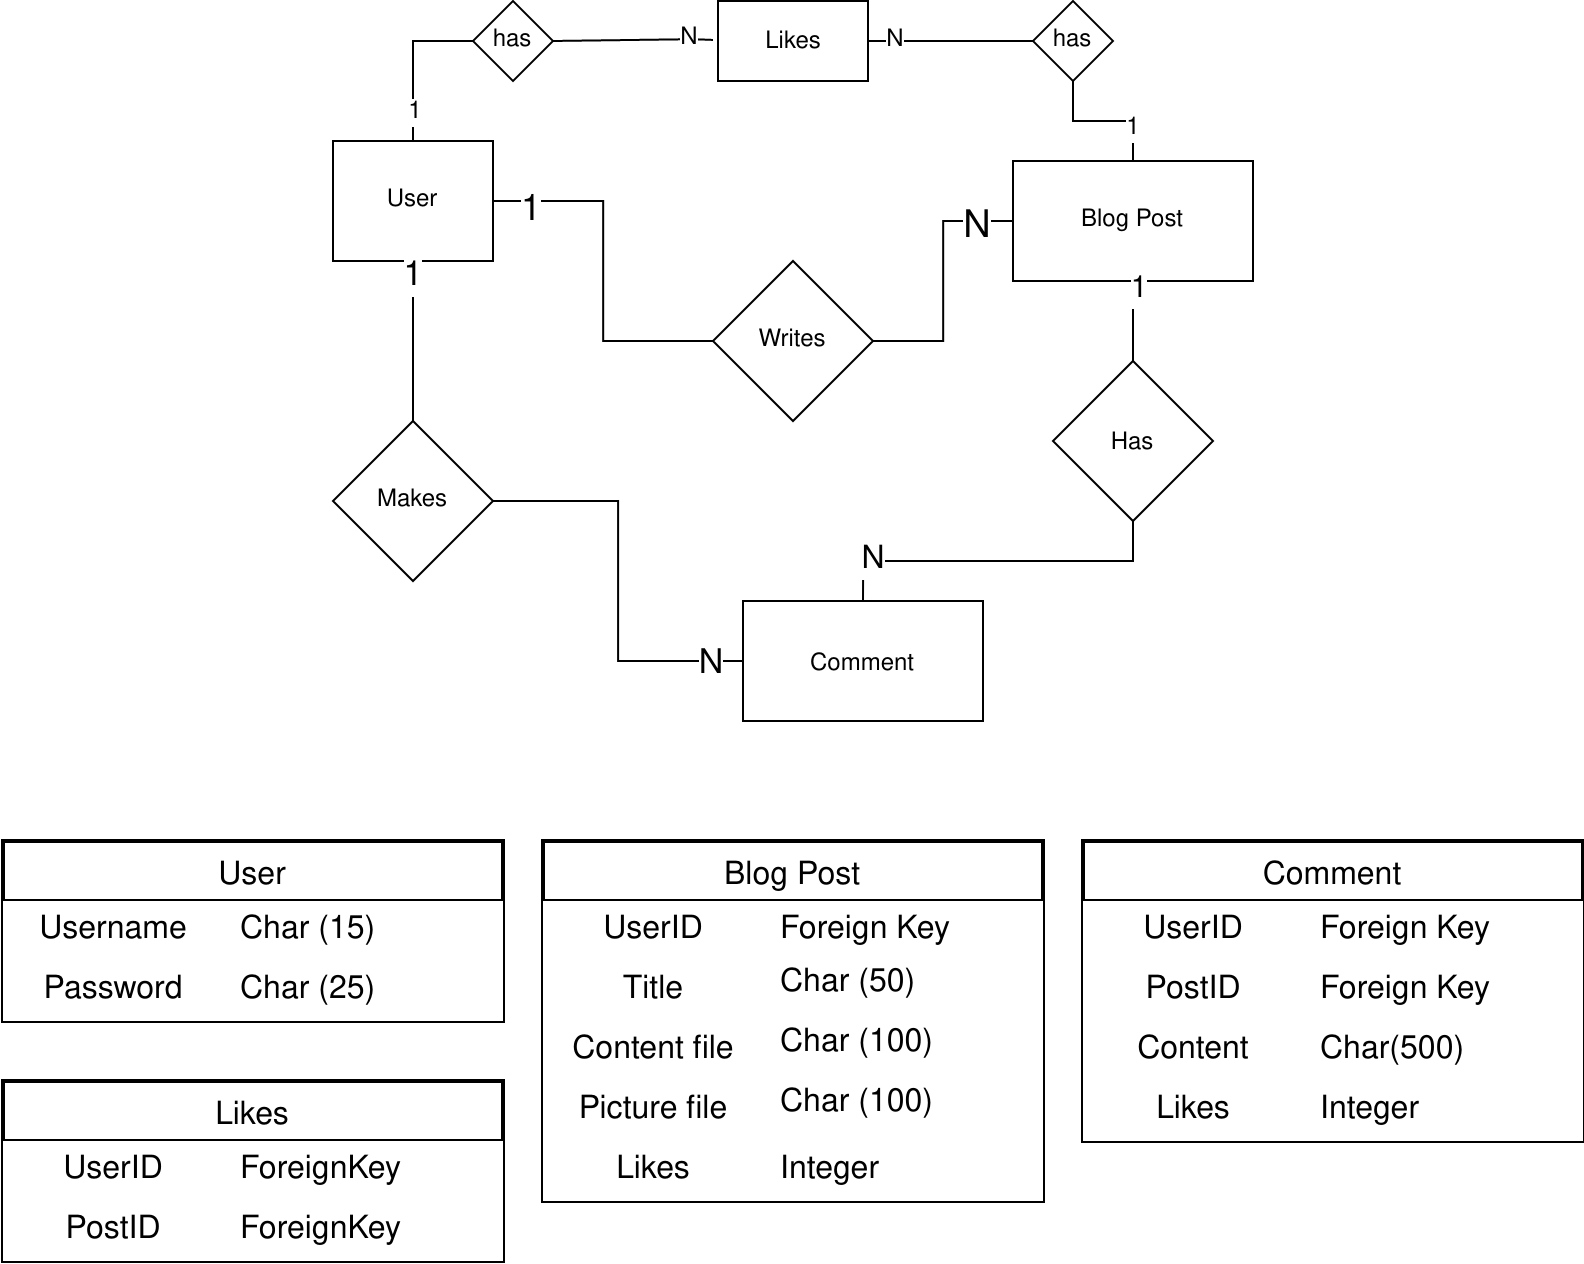 has
N
Likes
N
has
1
1
User
1
N
Blog Post
1
1
Writes
Has
Makes
N
N
Comment
User
Username Char (15)
Password Char (25)
Likes
UserID ForeignKey
PostID ForeignKey
Blog Post
UserID Foreign Key
Title Char (50)
Content file Char (100)
Picture file Char (100)
Likes Integer
Comment
UserID Foreign Key
PostID Foreign Key
Content Char(500)
Likes Integer